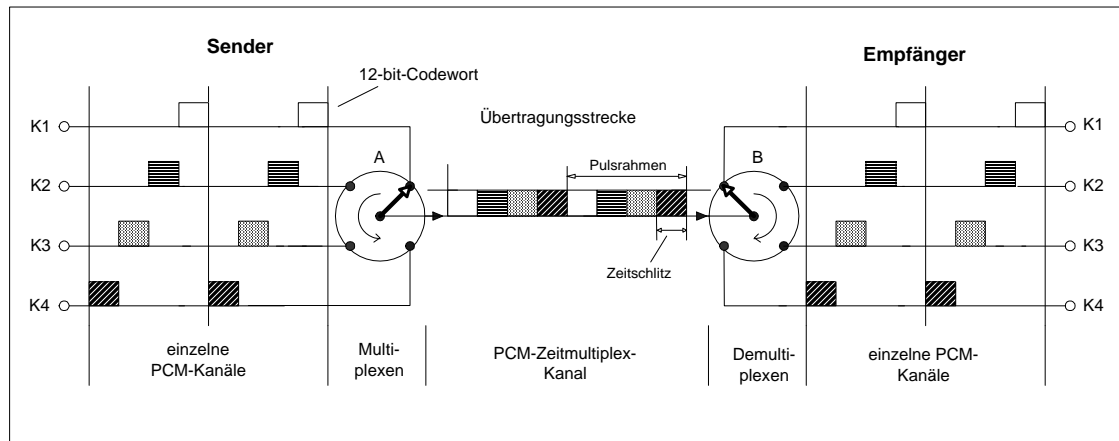 Sender
Empfänger
12-bit-Codewort
Übertragungsstrecke
K1
K1
A
Pulsrahmen
B
K2
K2
K3
K3
Zeitschlitz
K4
K4
einzelne
PCM-Kanäle
Multi-
plexen
PCM-Zeitmultiplex-
Kanal
Demulti-
plexen
einzelne PCM-
Kanäle